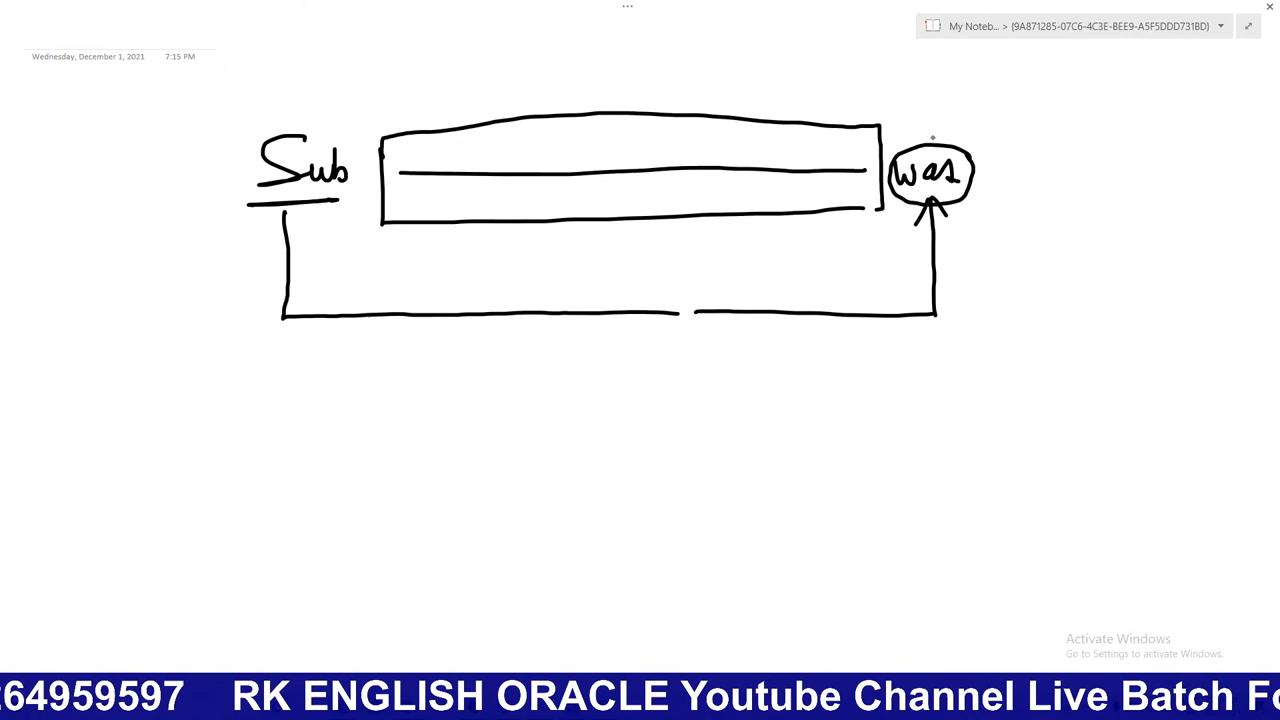 ...
My Noteb... > {9A871285-07C6-4C3E-BEE9-A5F5DDD731BD}
Wednesday, December 1, 2021 7:15 PM
Sub was
Activate Windows
Go to Settings to activate Windows.
264959597 RK ENGLISH ORACLE Youtube Channel Live Batch Fo